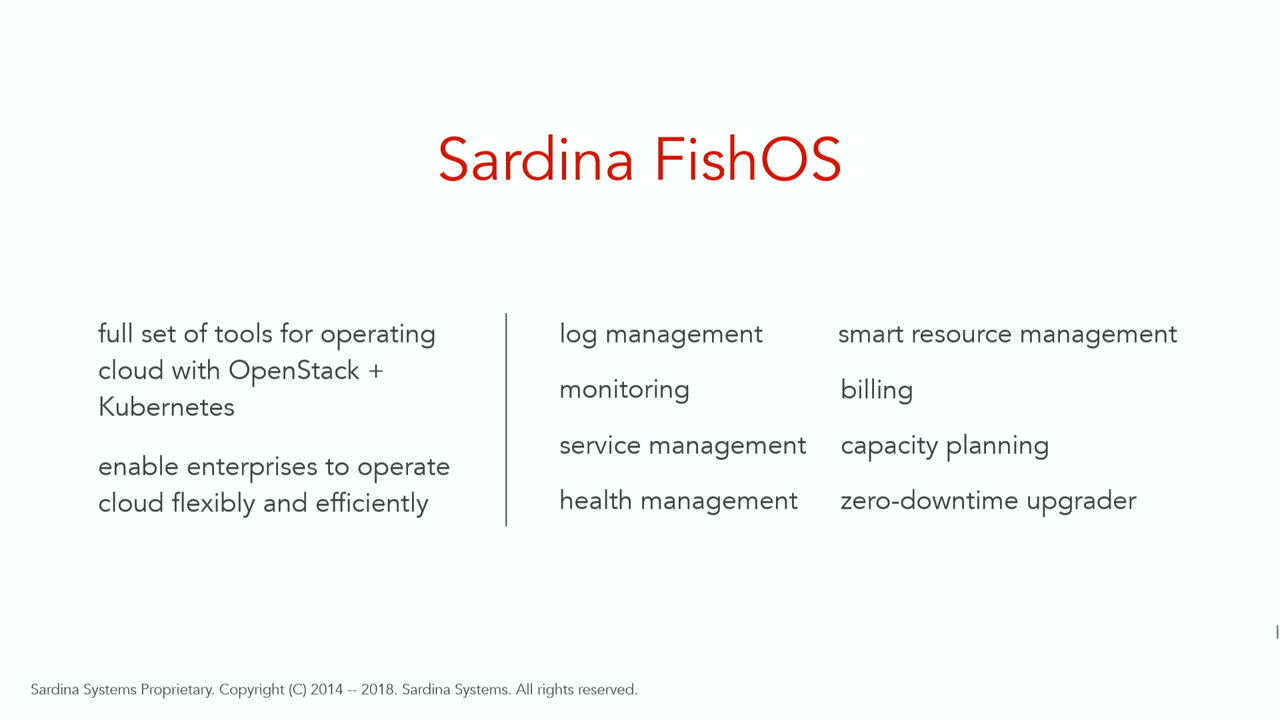 Sardina FishOS
full set of tools for operating
cloud with OpenStack +
Kubernetes
enable enterprises to operate
cloud flexibly and efficiently
log management
monitoring
service management
health management
smart resource management
billing
capacity planning
zero-downtime upgrader
Sardina Systems Proprietary. Copyright (C) 2014 -- 2018. Sardina Systems. All rights reserved.